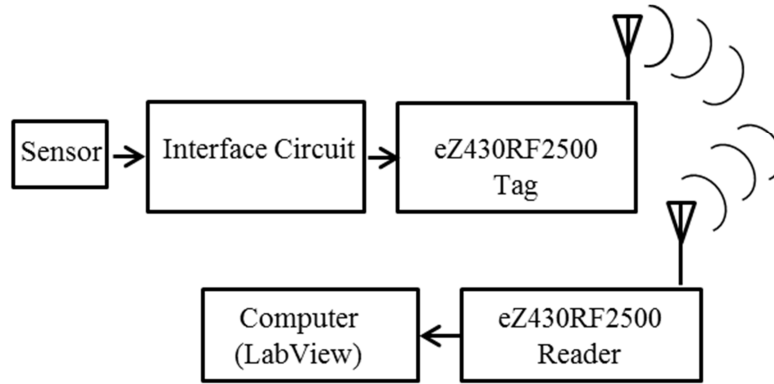 Sensor
Interface Circuit
eZ430RF2500
Tag
Computer
(LabView)
eZ430RF2500
Reader